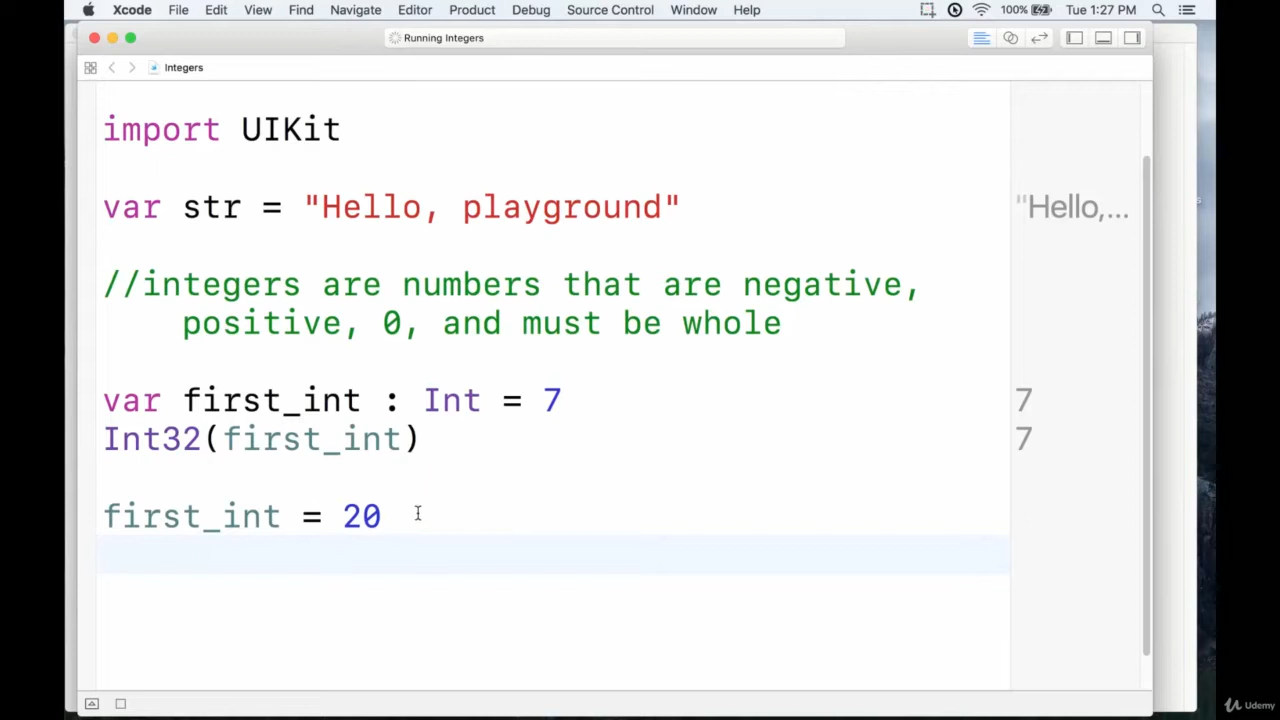 Xcode File Edit View Find Navigate Editor Product Debug Source Control Window Help 100% Tue 1:27 PM
Running Integers
Integers
import UIKit
var str = "Hello, playground" "Hello,...
//integers are numbers that are negative,
positive, 0, and must be whole
var first_int : Int = 7 7
Int32(first_int) 7
first_int = 20
Udemy